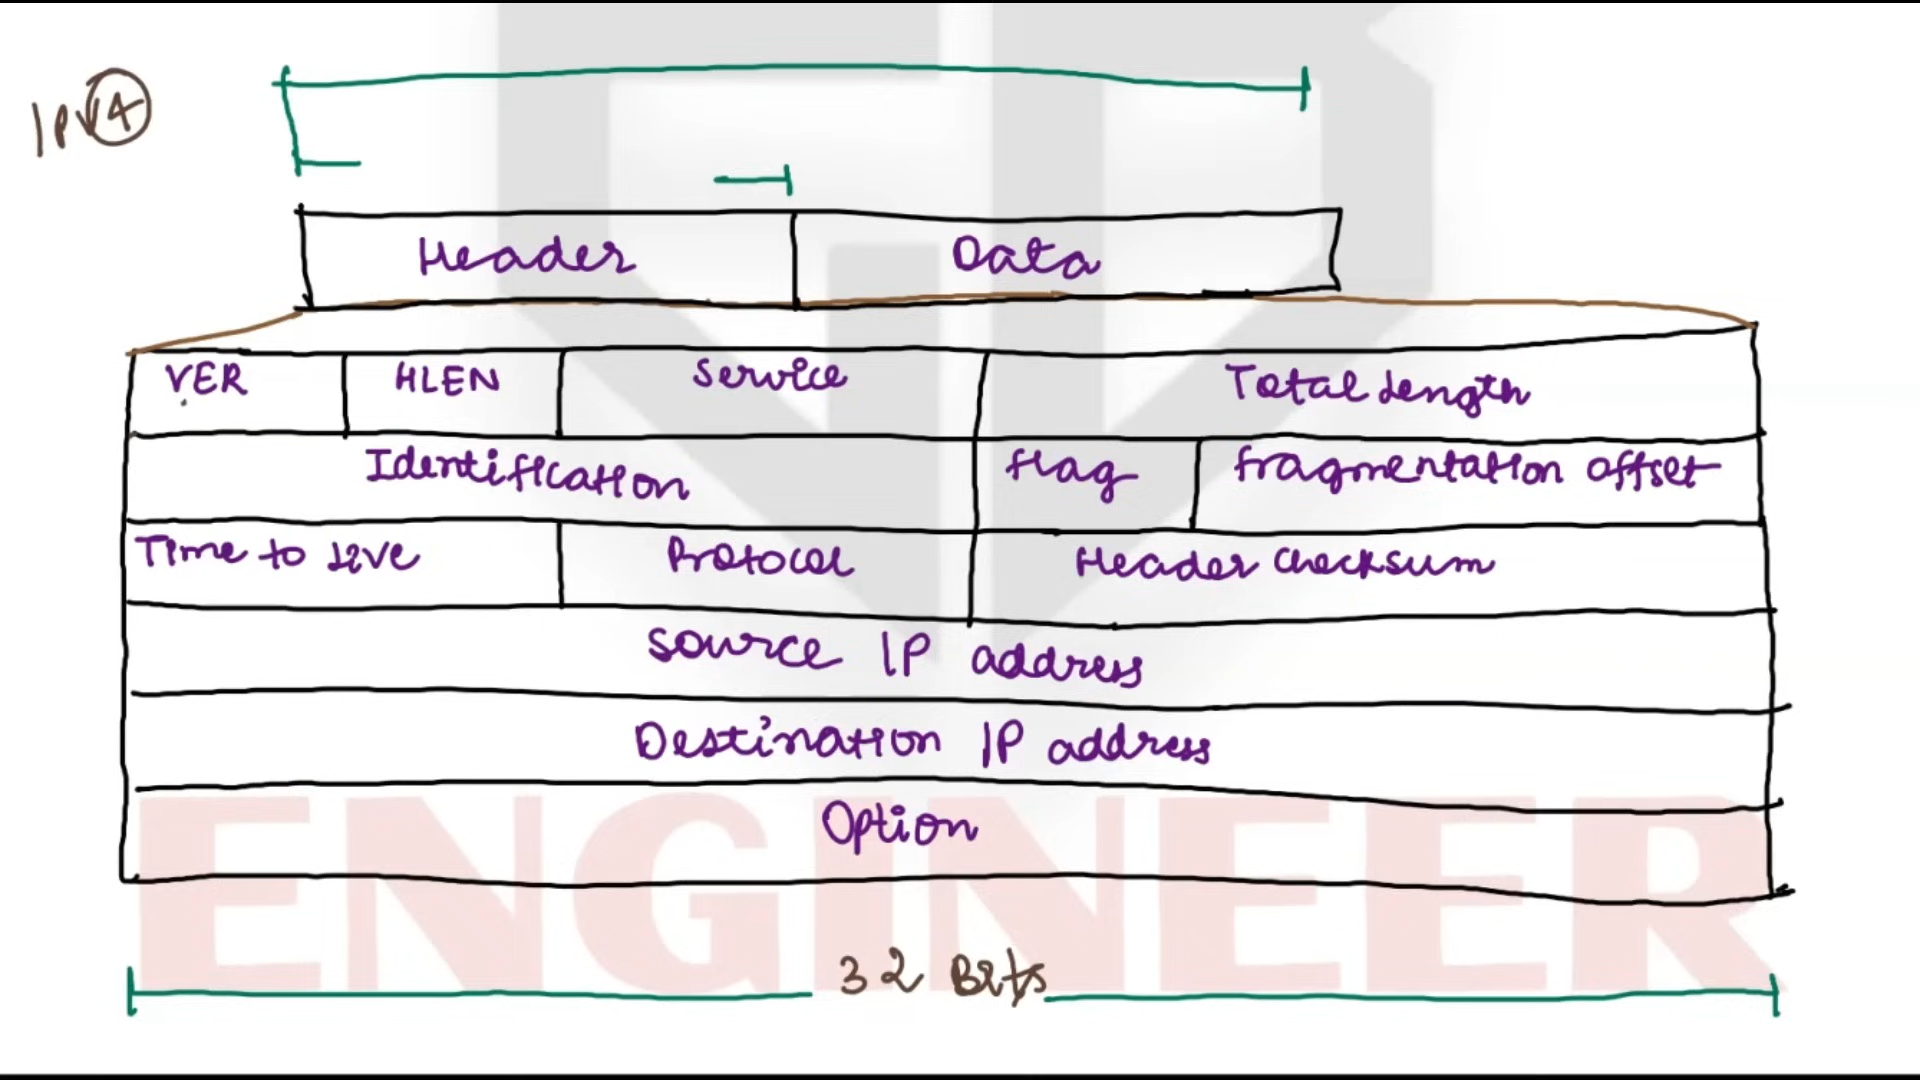 IPv4
Header Data
VER HLEN Service Total Length
Identification flag fragmentation offset
Time to Live Protocol Header Checksum
Source IP address
Destination IP address
Option
ENGINEER
32 Bits